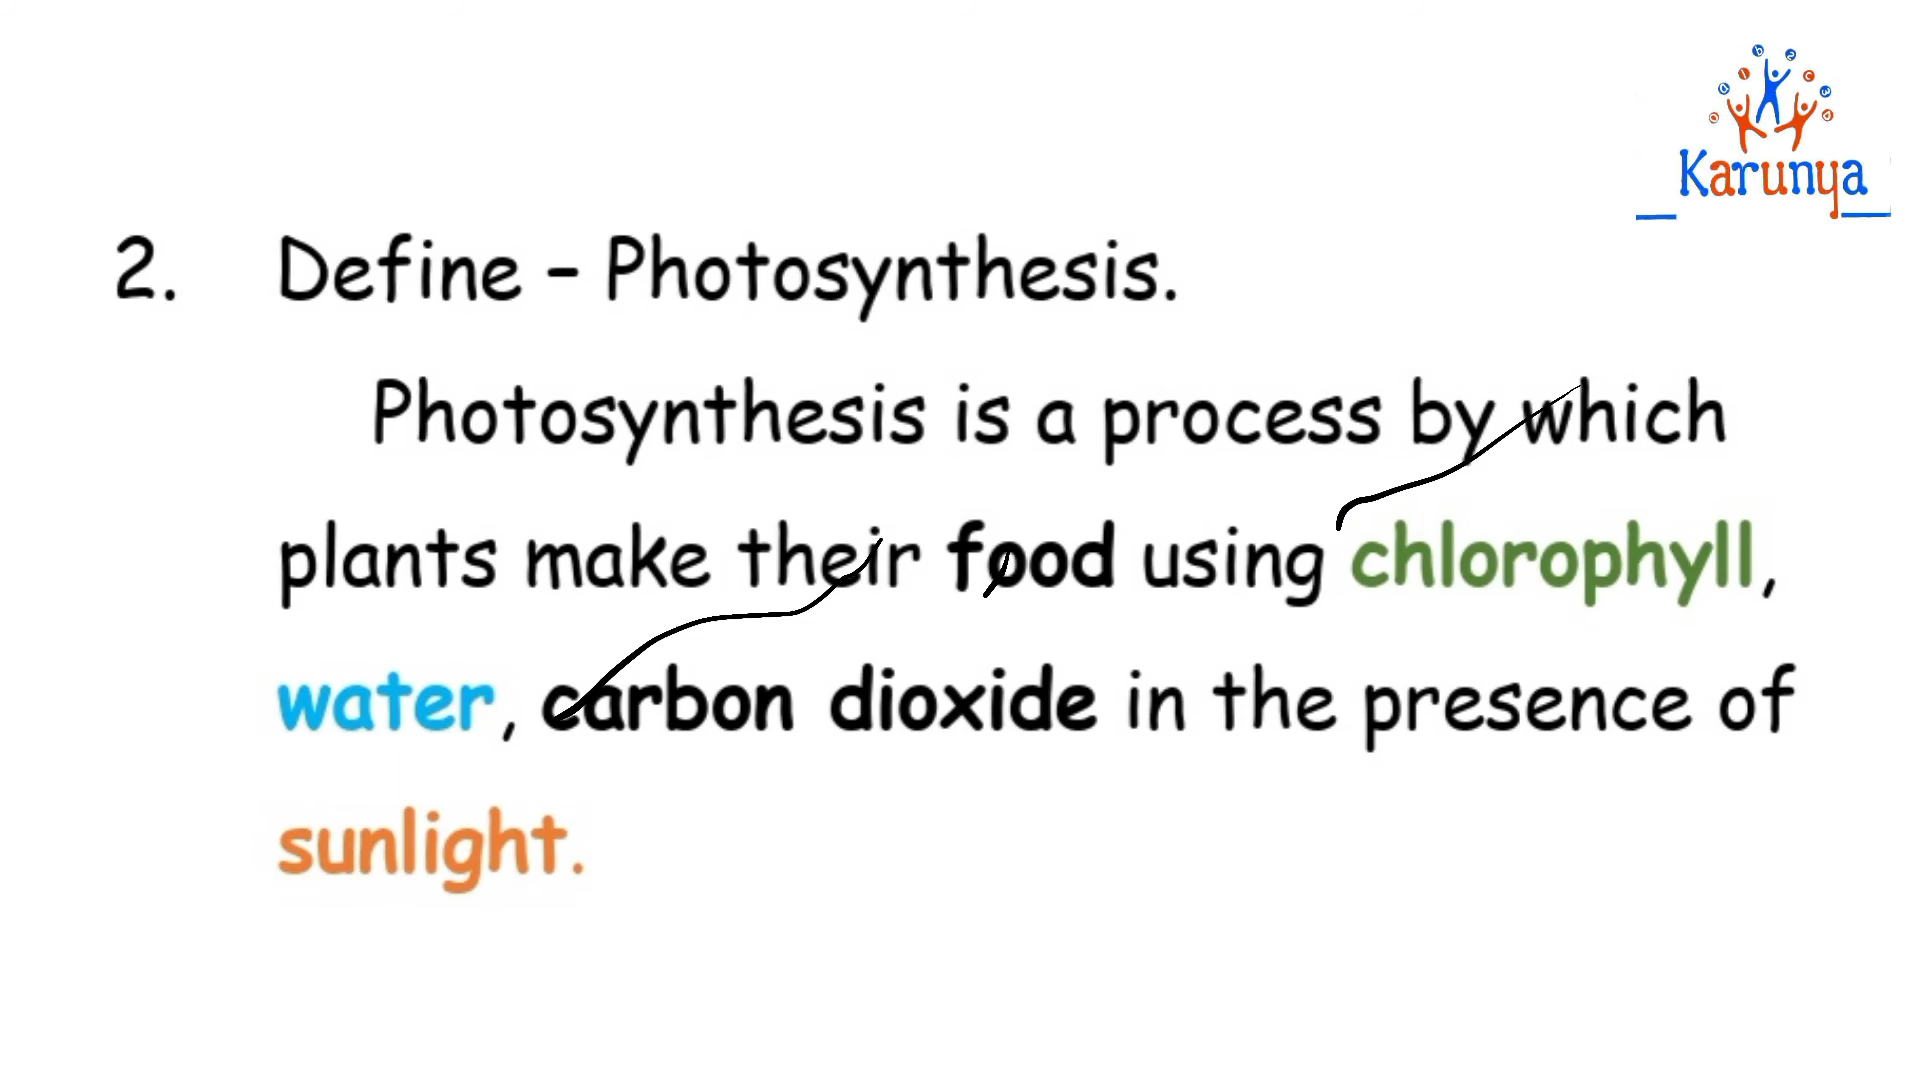 Karunya
2. Define – Photosynthesis.
Photosynthesis is a process by which
plants make their food using chlorophyll,
water, carbon dioxide in the presence of
sunlight.